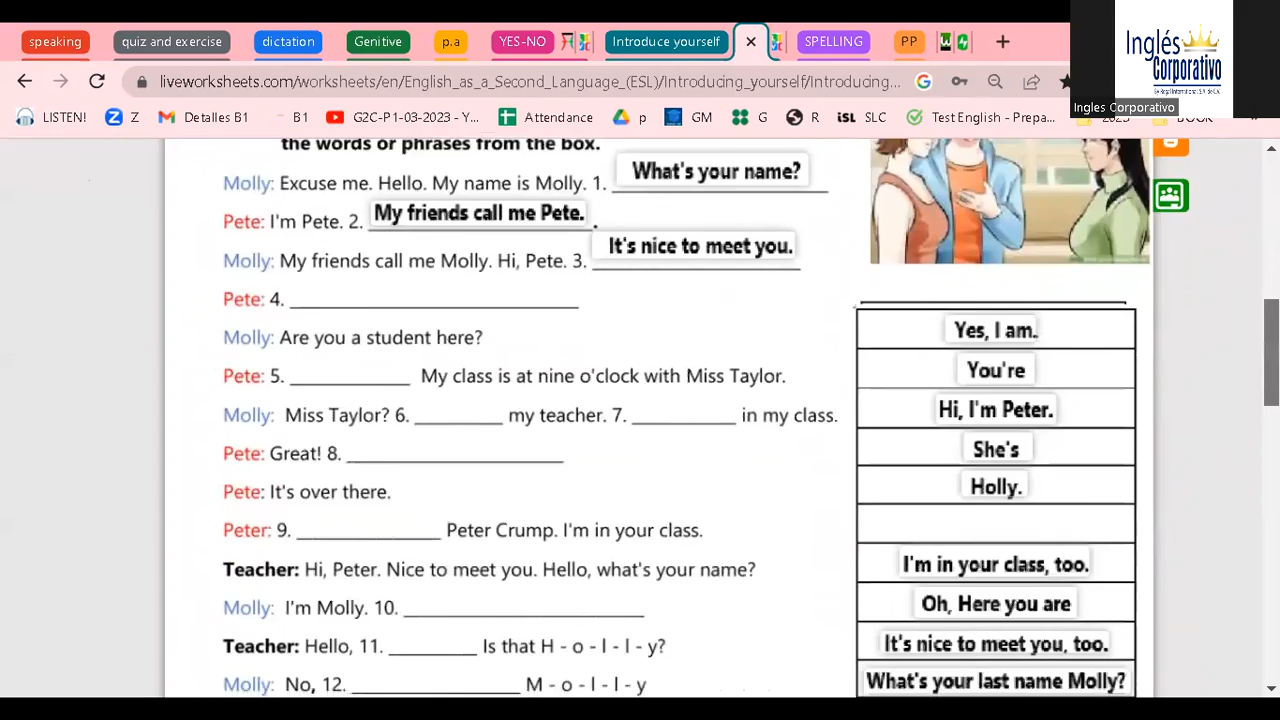 speaking quiz and exercise dictation Genitive p.a YES-NO Introduce yourself SPELLING PP
liveworksheets.com/worksheets/en/English_as_a_Second_Language_(ESL)/Introducing_yourself/Introducing...
Inglés
Corporativo
Ingles Corporativo
LISTEN! Z Detalles B1 B1 G2C-P1-03-2023-Y... Attendance p GM G R SLC Test English - Prepa... BOOK
the words or phrases from the box.
Molly: Excuse me. Hello. My name is Molly. 1. What's your name?
Pete: I'm Pete. 2. My friends call me Pete.
Molly: My friends call me Molly. Hi, Pete. 3. It's nice to meet you.
Pete: 4.
Molly: Are you a student here?
Pete: 5. My class is at nine o'clock with Miss Taylor.
Molly: Miss Taylor? 6. my teacher. 7. in my class.
Pete: Great! 8.
Pete: It's over there.
Peter: 9. Peter Crump. I'm in your class.
Teacher: Hi, Peter. Nice to meet you. Hello, what's your name?
Molly: I'm Molly. 10.
Teacher: Hello, 11. Is that H - o - l - l - y?
Molly: No, 12. M - o - l - l - y
Yes, I am.
You're
Hi, I'm Peter.
She's
Holly.
I'm in your class, too.
Oh, Here you are
It's nice to meet you, too.
What's your last name Molly?